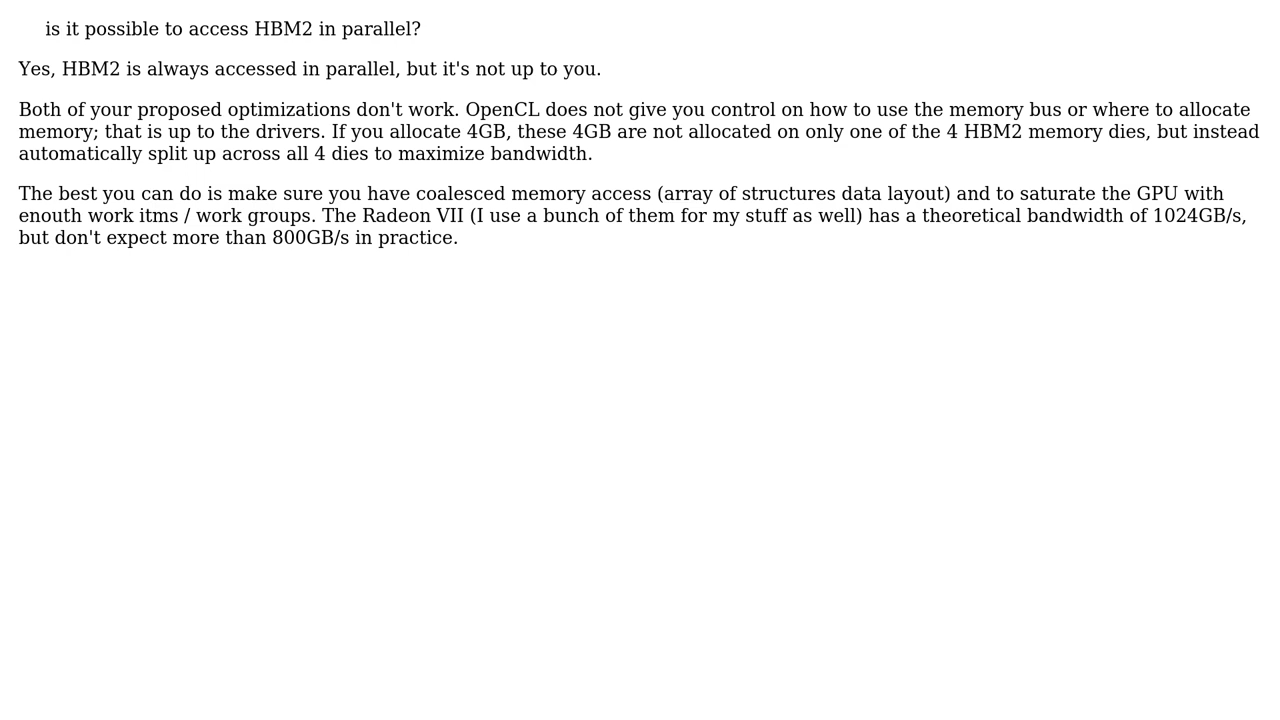 is it possible to access HBM2 in parallel?
Yes, HBM2 is always accessed in parallel, but it's not up to you.
Both of your proposed optimizations don't work. OpenCL does not give you control on how to use the memory bus or where to allocate
memory; that is up to the drivers. If you allocate 4GB, these 4GB are not allocated on only one of the 4 HBM2 memory dies, but instead
automatically split up across all 4 dies to maximize bandwidth.
The best you can do is make sure you have coalesced memory access (array of structures data layout) and to saturate the GPU with
enouth work itms / work groups. The Radeon VII (I use a bunch of them for my stuff as well) has a theoretical bandwidth of 1024GB/s,
but don't expect more than 800GB/s in practice.